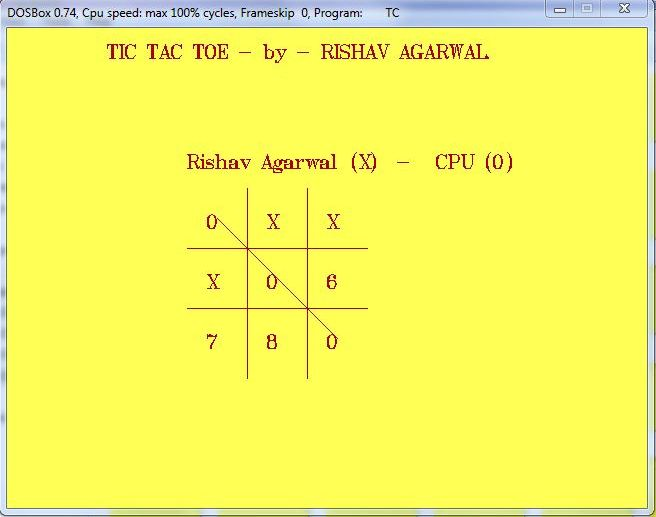 DOSBox 0.74, Cpu speed: max 100% cycles, Frameskip 0, Program: TC
TIC TAC TOE - by - RISHAV AGARWAL
Rishav Agarwal (X) - CPU (0)
0 X X
X 0 6
7 8 0